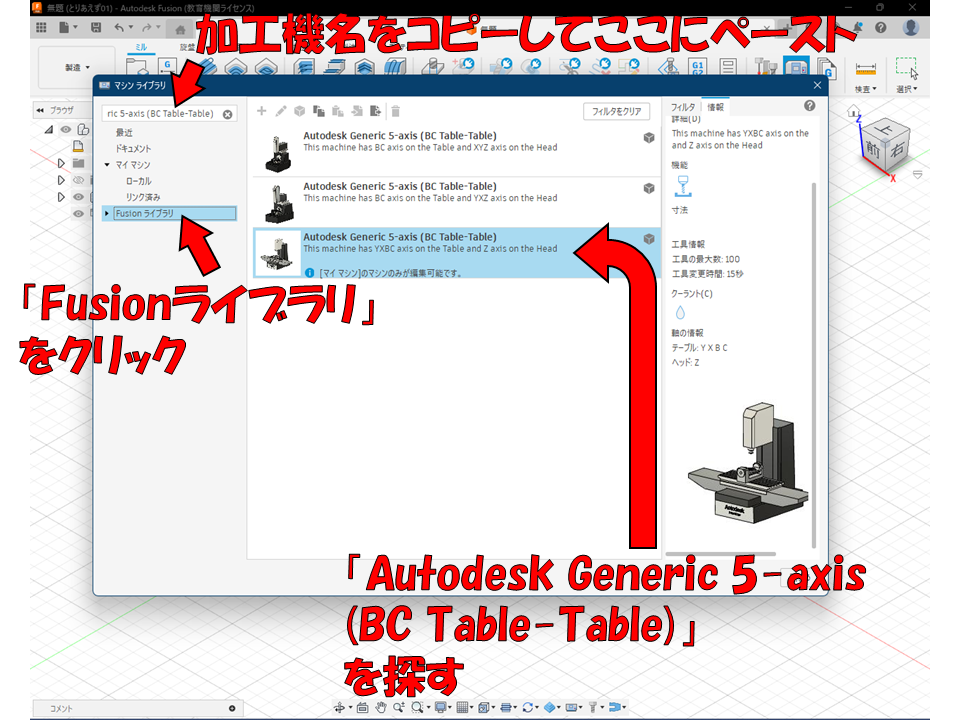 無題 (とりあえず01) - Autodesk Fusion (教育機関ライセンス)
加工機名をコピーしてここにペースト
ミル
旋盤
製造
検査
選択
ブラウザ
マシン ライブラリ
ric 5-axis (BC Table-Table)
フィルタをクリア
フィルタ 情報
最近
ドキュメント
マイ マシン
ローカル
リンク済み
Fusion ライブラリ
Autodesk Generic 5-axis (BC Table-Table)
This machine has BC axis on the Table and XYZ axis on the Head
Autodesk Generic 5-axis (BC Table-Table)
This machine has BC axis on the Table and YXZ axis on the Head
Autodesk Generic 5-axis (BC Table-Table)
This machine has YXBC axis on the Table and Z axis on the Head
[マイ マシン]のマシンのみが編集可能です。
詳細(D)
This machine has YXBC axis on the
and Z axis on the Head
機能
寸法
工具情報
工具の最大数: 100
工具変更時間: 15秒
クーラント(C)
軸の情報
テーブル: Y X B C
ヘッド: Z
Autodesk
上
前
右
Z
X
「Fusionライブラリ」
をクリック
「Autodesk Generic 5-axis
(BC Table-Table)」
を探す
コメント